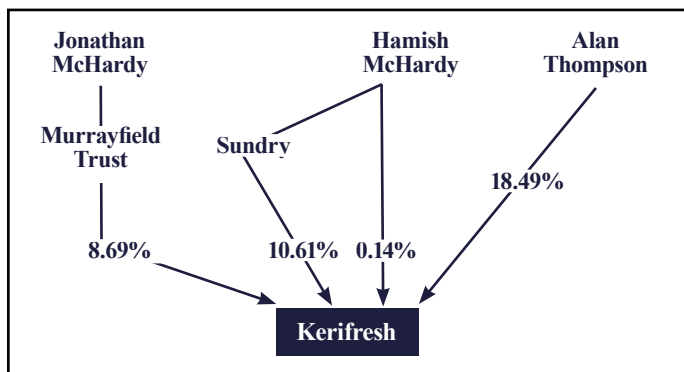 Jonathan
McHardy
Hamish
McHardy
Alan
Thompson
Murrayfield
Trust
Sundry
18.49%
8.69%
10.61%
0.14%
Kerifresh